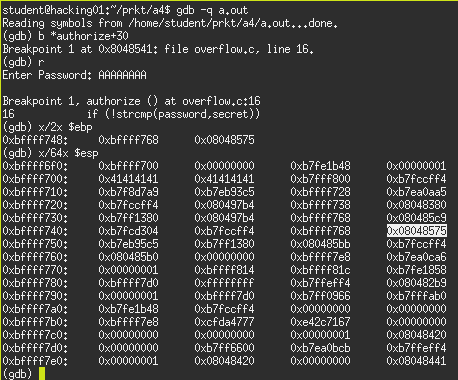 student@hacking01:~/prkt/a4$ gdb -q a.out
Reading symbols from /home/student/prkt/a4/a.out...done.
(gdb) b *authorize+30
Breakpoint 1 at 0x8048541: file overflow.c, line 16.
(gdb) r
Enter Password: AAAAAAAA
Breakpoint 1, authorize () at overflow.c:16
16 if (!strcmp(password,secret))
(gdb) x/2x $ebp
0xbffff748: 0xbffff768 0x08048575
(gdb) x/64x $esp
0xbffff6f0: 0xbffff700 0x00000000 0xb7fe1b48 0x00000001
0xbffff700: 0x41414141 0x41414141 0xb7fff800 0xb7fccff4
0xbffff710: 0xb7f8d7a9 0xb7eb93c5 0xbffff728 0xb7ea0aa5
0xbffff720: 0xb7fccff4 0x080497b4 0xbffff738 0x08048380
0xbffff730: 0xb7ff1380 0x080497b4 0xbffff768 0x080485c9
0xbffff740: 0xb7fcd304 0xb7fccff4 0xbffff768 0x08048575
0xbffff750: 0xb7eb95c5 0xb7ff1380 0x080485bb 0xb7fccff4
0xbffff760: 0x080485b0 0x00000000 0xbffff7e8 0xb7ea0ca6
0xbffff770: 0x00000001 0xbffff814 0xbffff81c 0xb7fe1858
0xbffff780: 0xbffff7d0 0xffffffff 0xb7ffeff4 0x080482b9
0xbffff790: 0x00000001 0xbffff7d0 0xb7ff0966 0xb7fffab0
0xbffff7a0: 0xb7fe1b48 0xb7fccff4 0x00000000 0x00000000
0xbffff7b0: 0xbffff7e8 0xcfda4777 0xe42c7167 0x00000000
0xbffff7c0: 0x00000000 0x00000000 0x00000001 0x08048420
0xbffff7d0: 0x00000000 0xb7ff6600 0xb7ea0bcb 0xb7ffeff4
0xbffff7e0: 0x00000001 0x08048420 0x00000000 0x08048441
(gdb)